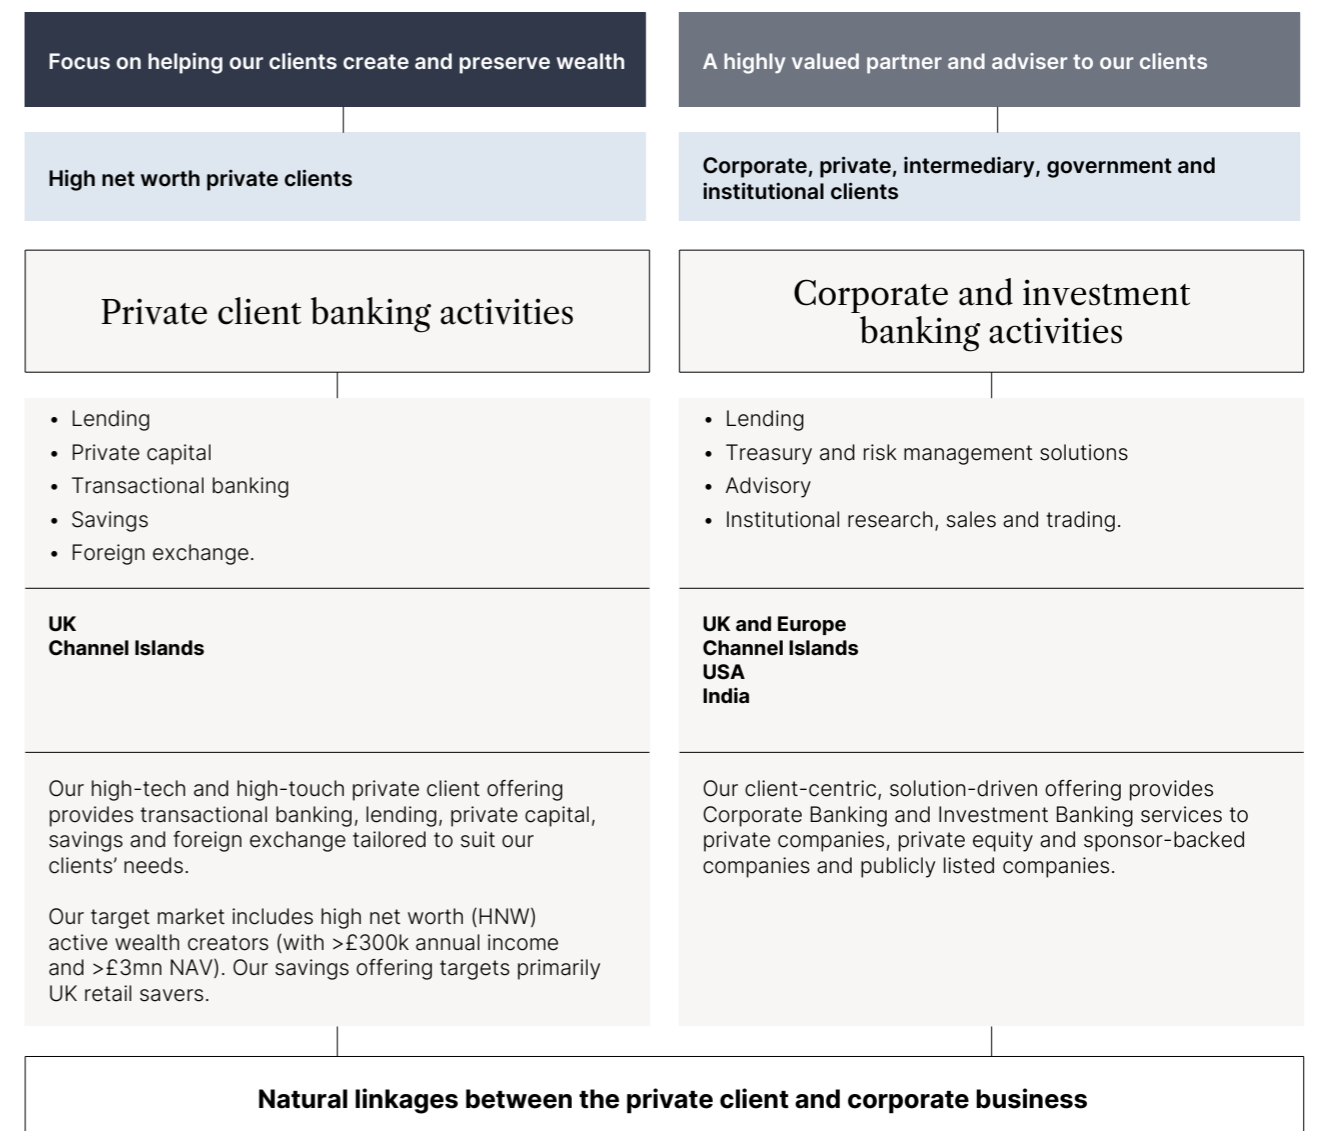 Focus on helping our clients create and preserve wealth
High net worth private clients
Private client banking activities
• Lending
• Private capital
• Transactional banking
• Savings
• Foreign exchange.
UK
Channel Islands
Our high-tech and high-touch private client offering
provides transactional banking, lending, private capital,
savings and foreign exchange tailored to suit our
clients’ needs.
Our target market includes high net worth (HNW)
active wealth creators (with >£300k annual income
and >£3mn NAV). Our savings offering targets primarily
UK retail savers.
A highly valued partner and adviser to our clients
Corporate, private, intermediary, government and
institutional clients
Corporate and investment
banking activities
• Lending
• Treasury and risk management solutions
• Advisory
• Institutional research, sales and trading.
UK and Europe
Channel Islands
USA
India
Our client-centric, solution-driven offering provides
Corporate Banking and Investment Banking services to
private companies, private equity and sponsor-backed
companies and publicly listed companies.
Natural linkages between the private client and corporate business